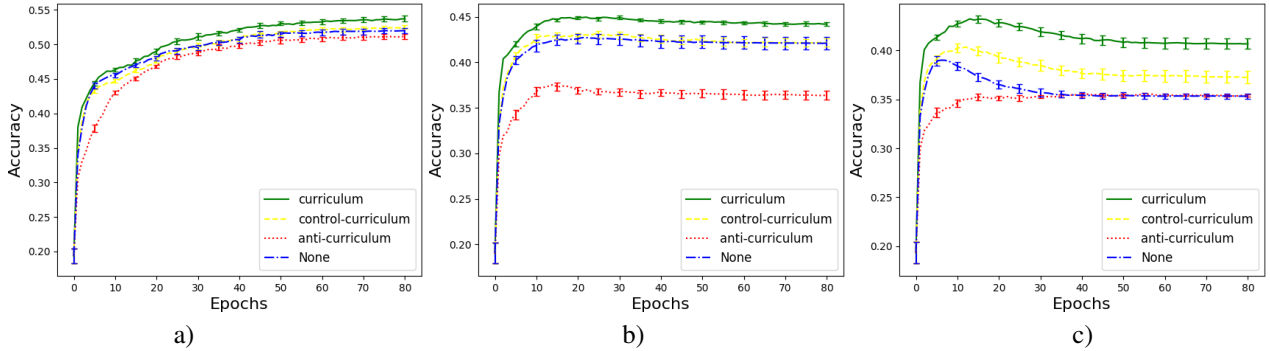 0.55
0.50
0.45
0.40
0.35
0.30
0.25
0.20
Accuracy
0 10 20 30 40 50 60 70 80
Epochs
curriculum
control-curriculum
anti-curriculum
None
a)
0.45
0.40
0.35
0.30
0.25
0.20
Accuracy
0 10 20 30 40 50 60 70 80
Epochs
curriculum
control-curriculum
anti-curriculum
None
b)
0.40
0.35
0.30
0.25
0.20
Accuracy
0 10 20 30 40 50 60 70 80
Epochs
curriculum
control-curriculum
anti-curriculum
None
c)